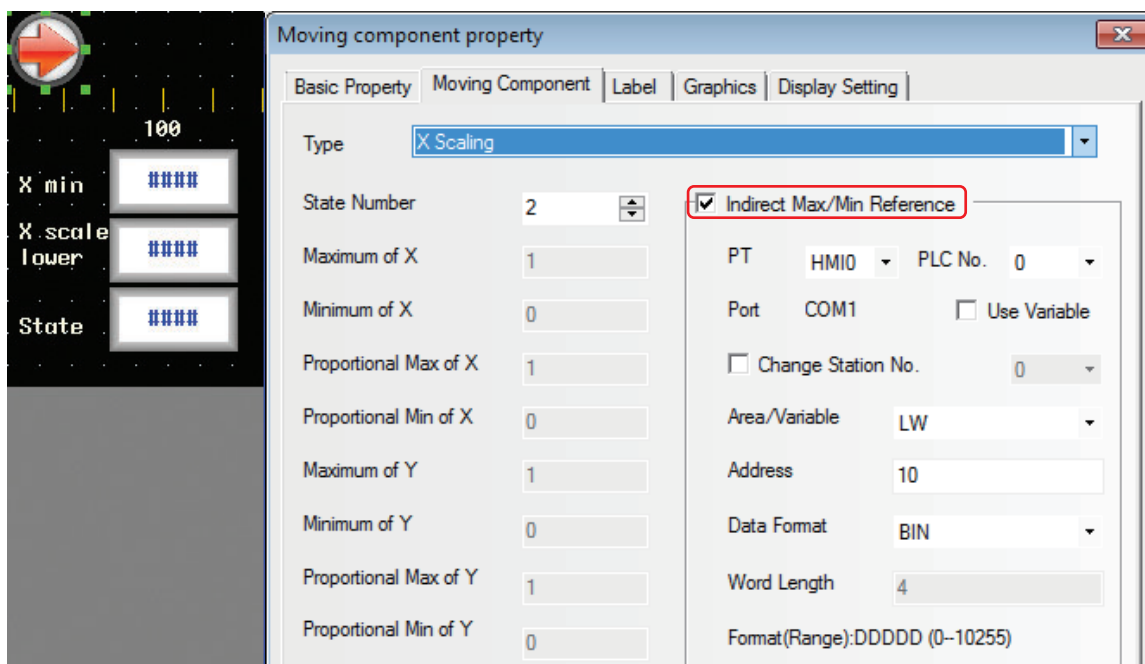 Moving component property
Basic Property Moving Component Label Graphics Display Setting
Type X Scaling
State Number 2
Maximum of X 1
Minimum of X 0
Proportional Max of X 1
Proportional Min of X 0
Maximum of Y 1
Minimum of Y 0
Proportional Max of Y 1
Proportional Min of Y 0
Indirect Max/Min Reference
PT HMI0 PLC No. 0
Port COM1 Use Variable
Change Station No. 0
Area/Variable LW
Address 10
Data Format BIN
Word Length 4
Format(Range):DDDDD (0--10255)
100
X min ####
X scale
lower ####
State ####